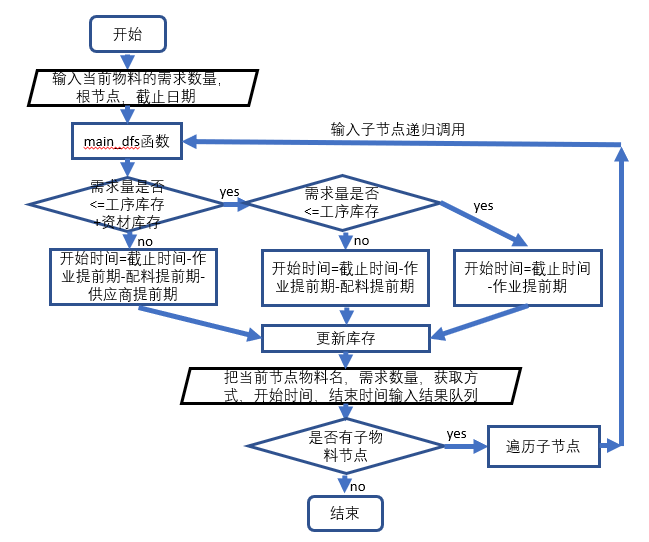 开始
输入当前物料的需求数量，
根节点，截止日期
输入子节点递归调用
main_dfs函数
需求量是否
<=工序库存
+资材库存
yes
需求量是否
<=工序库存
yes
no
no
开始时间=截止时间-作
业提前期-配料提前期-
供应商提前期
开始时间=截止时间-作
业提前期-配料提前期
开始时间=截止时间
-作业提前期
更新库存
把当前节点物料名，需求数量，获取方
式，开始时间，结束时间输入结果队列
是否有子物
料节点
yes
遍历子节点
no
结束